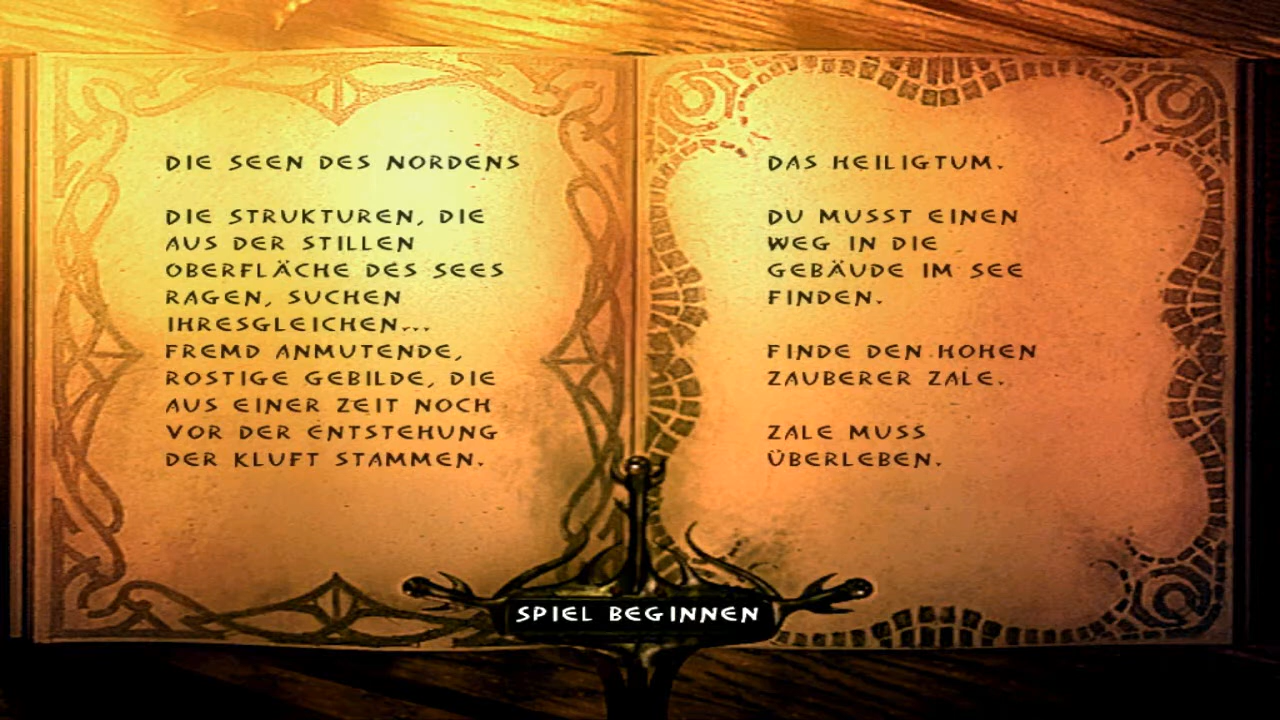 DIE SEEN DES NORDENS
DIE STRUKTUREN, DIE
AUS DER STILLEN
OBERFLÄCHE DES SEES
RAGEN, SUCHEN
IHRESGLEICHEN...
FREMD ANMUTENDE,
ROSTIGE GEBILDE, DIE
AUS EINER ZEIT NOCH
VOR DER ENTSTEHUNG
DER KLUFT STAMMEN.
DAS HEILIGTUM.
DU MUSST EINEN
WEG IN DIE
GEBÄUDE IM SEE
FINDEN.
FINDE DEN HOHEN
ZAUBERER ZALE.
ZALE MUSS
ÜBERLEBEN.
SPIEL BEGINNEN